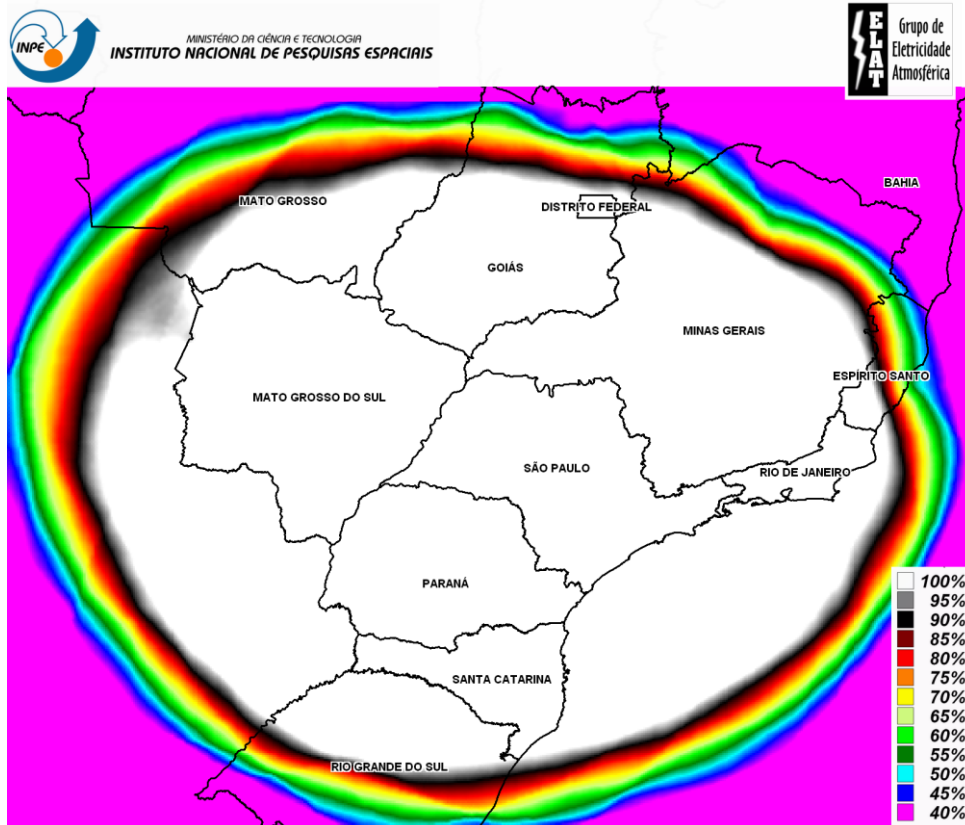 INPE
MINISTÉRIO DA CIÊNCIA E TECNOLOGIA
INSTITUTO NACIONAL DE PESQUISAS ESPACIAIS
ELAT
Grupo de
Eletricidade
Atmosférica
BAHIA
MATO GROSSO
DISTRITO FEDERAL
GOIÁS
MINAS GERAIS
ESPÍRITO SANTO
MATO GROSSO DO SUL
SÃO PAULO
RIO DE JANEIRO
PARANÁ
SANTA CATARINA
RIO GRANDE DO SUL
100%
95%
90%
85%
80%
75%
70%
65%
60%
55%
50%
45%
40%